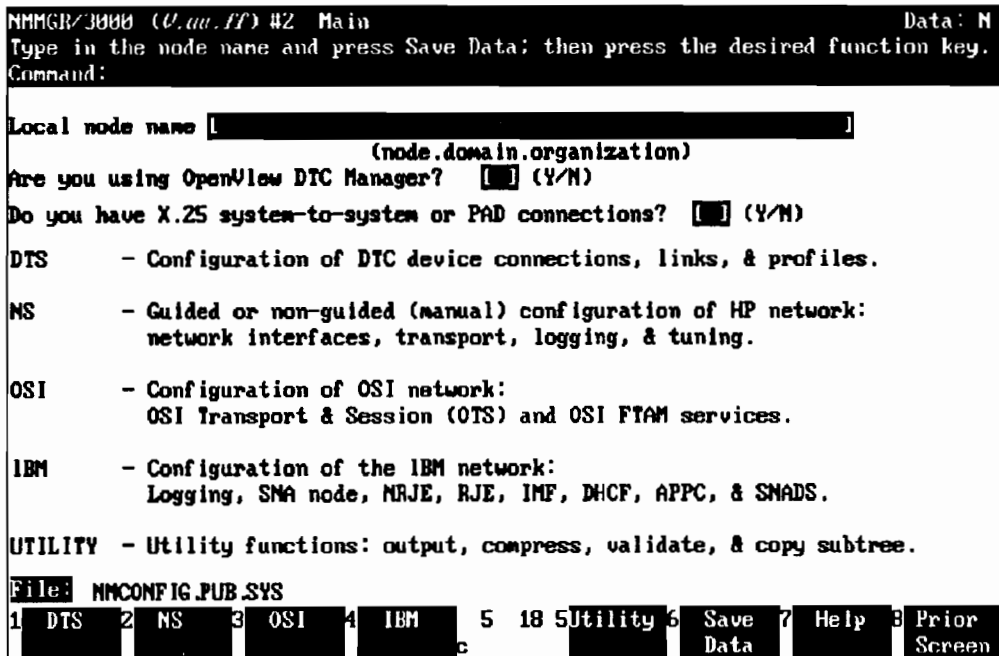 NMMGR/3000 (V.uu.ff) #2 Main Data: N
Type in the node name and press Save Data; then press the desired function key.
Command:
Local node name [ ]
(node.domain.organization)
Are you using OpenView DTC Manager? [ ] (Y/N)
Do you have X.25 system-to-system or PAD connections? [ ] (Y/N)
DTS - Configuration of DTC device connections, links, & profiles.
NS - Guided or non-guided (manual) configuration of HP network:
network interfaces, transport, logging, & tuning.
OSI - Configuration of OSI network:
OSI Transport & Session (OTS) and OSI FTAM services.
IBM - Configuration of the IBM network:
Logging, SNA node, NRJE, RJE, IMF, DHCF, APPC, & SNADS.
UTILITY - Utility functions: output, compress, validate, & copy subtree.
File: NMCONFIG.PUB.SYS
1 DTS 2 NS 3 OSI 4 IBM 5 18 5Utility 6 Save 7 Help 8 Prior
c Data Screen